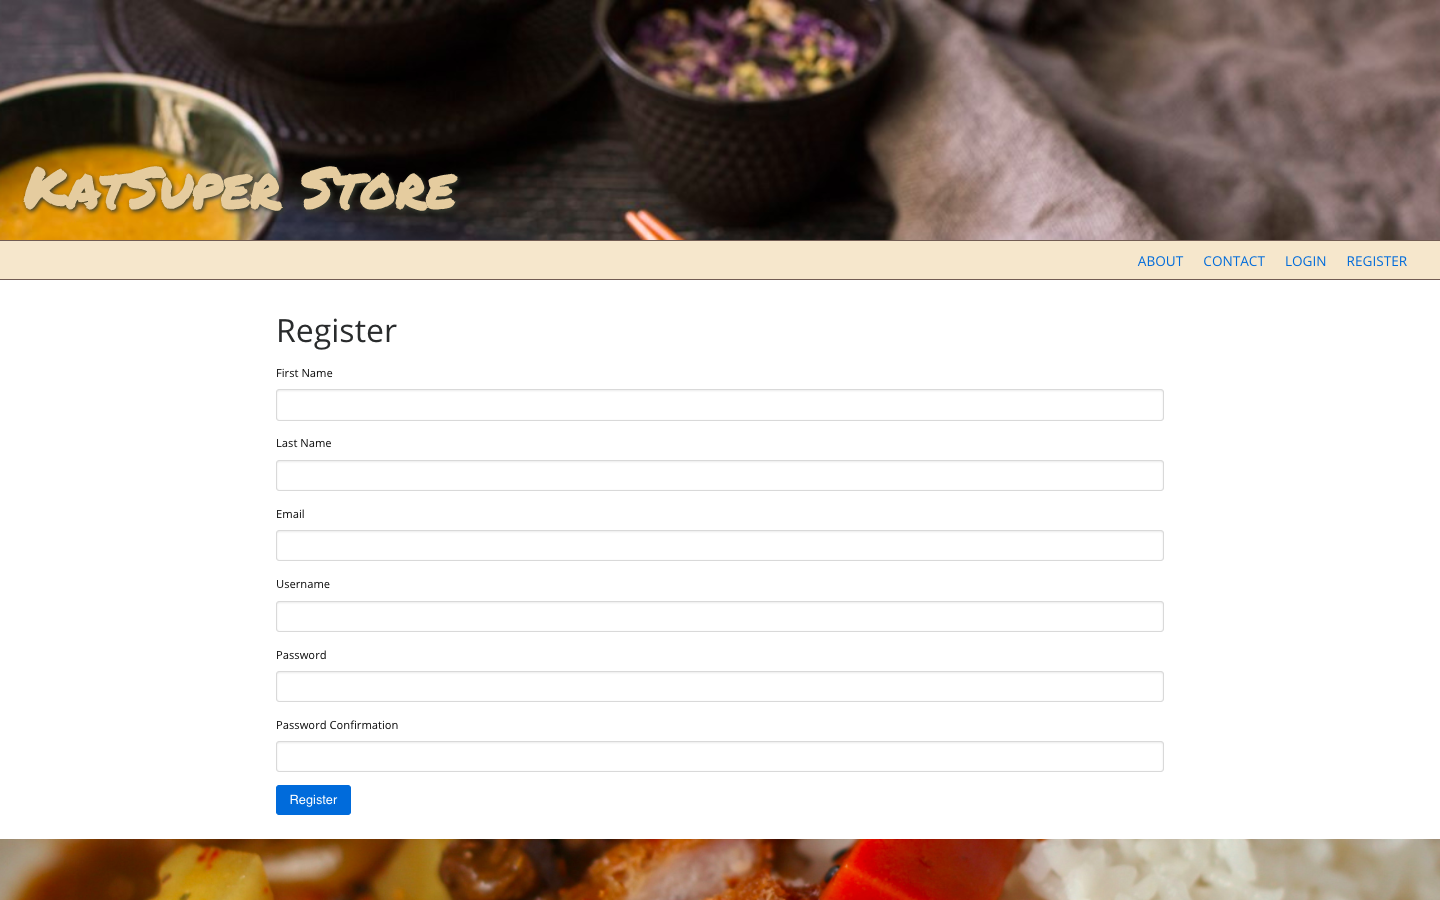 KatSuper Store
ABOUT CONTACT LOGIN REGISTER
Register
First Name
Last Name
Email
Username
Password
Password Confirmation
Register